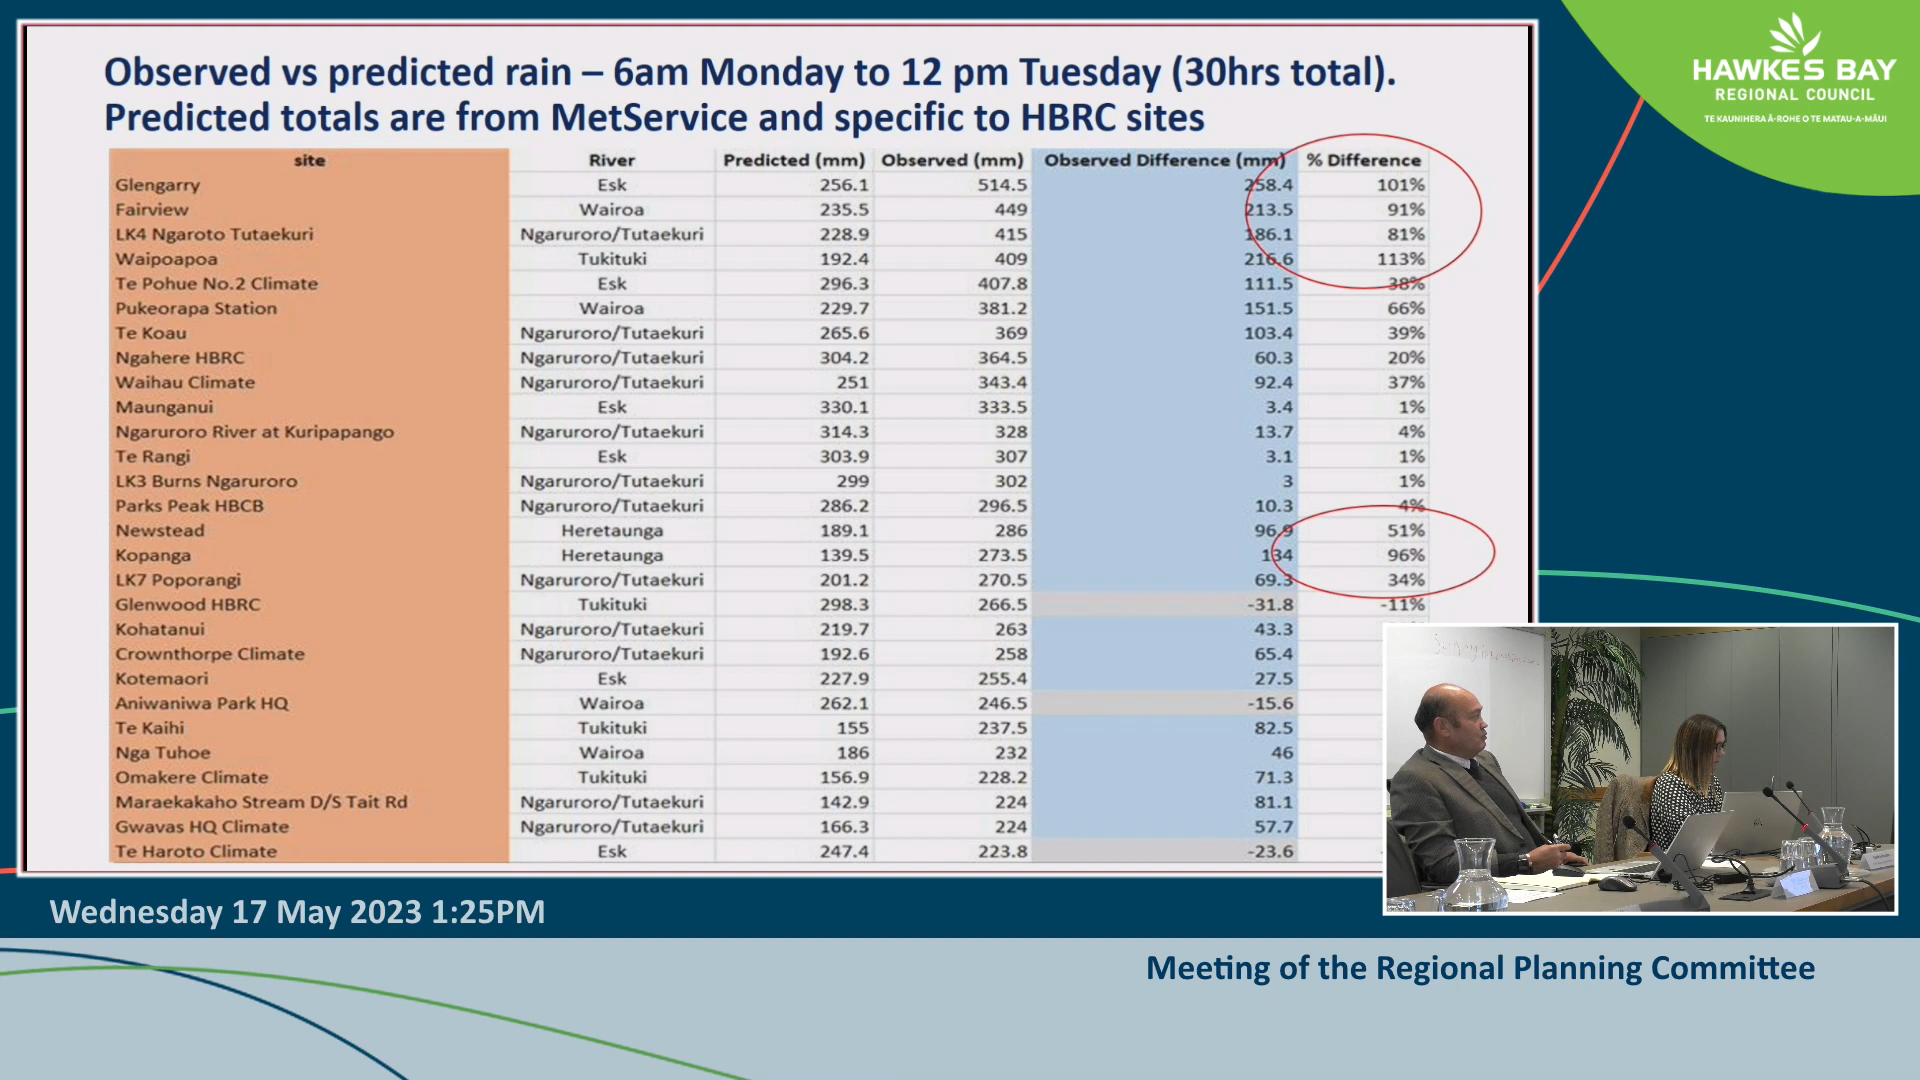 HAWKE'S BAY
REGIONAL COUNCIL
TE KAUNIHERA Ā-ROHE O TE MATAU-A-MĀUI
Observed vs predicted rain – 6am Monday to 12 pm Tuesday (30hrs total).
Predicted totals are from MetService and specific to HBRC sites
site River Predicted (mm) Observed (mm) Observed Difference (mm) % Difference
Glengarry Esk 256.1 514.5 258.4 101%
Fairview Wairoa 235.5 449 213.5 91%
LK4 Ngaroto Tutaekuri Ngaruroro/Tutaekuri 228.9 415 186.1 81%
Waipoapoa Tukituki 192.4 409 216.6 113%
Te Pohue No.2 Climate Esk 296.3 407.8 111.5 38%
Pukeorapa Station Wairoa 229.7 381.2 151.5 66%
Te Koau Ngaruroro/Tutaekuri 265.6 369 103.4 39%
Ngahere HBRC Ngaruroro/Tutaekuri 304.2 364.5 60.3 20%
Waihau Climate Ngaruroro/Tutaekuri 251 343.4 92.4 37%
Maunganui Esk 330.1 333.5 3.4 1%
Ngaruroro River at Kuripapango Ngaruroro/Tutaekuri 314.3 328 13.7 4%
Te Rangi Esk 303.9 307 3.1 1%
LK3 Burns Ngaruroro Ngaruroro/Tutaekuri 299 302 3 1%
Parks Peak HBCB Ngaruroro/Tutaekuri 286.2 296.5 10.3 4%
Newstead Heretaunga 189.1 286 96.9 51%
Kopanga Heretaunga 139.5 273.5 134 96%
LK7 Poporangi Ngaruroro/Tutaekuri 201.2 270.5 69.3 34%
Glenwood HBRC Tukituki 298.3 266.5 -31.8 -11%
Kohatanui Ngaruroro/Tutaekuri 219.7 263 43.3
Crownthorpe Climate Ngaruroro/Tutaekuri 192.6 258 65.4
Kotemaori Esk 227.9 255.4 27.5
Aniwaniwa Park HQ Wairoa 262.1 246.5 -15.6
Te Kaihi Tukituki 155 237.5 82.5
Nga Tuhoe Wairoa 186 232 46
Omakere Climate Tukituki 156.9 228.2 71.3
Maraekakaho Stream D/S Tait Rd Ngaruroro/Tutaekuri 142.9 224 81.1
Gwavas HQ Climate Ngaruroro/Tutaekuri 166.3 224 57.7
Te Haroto Climate Esk 247.4 223.8 -23.6
Wednesday 17 May 2023 1:25PM
Meeting of the Regional Planning Committee